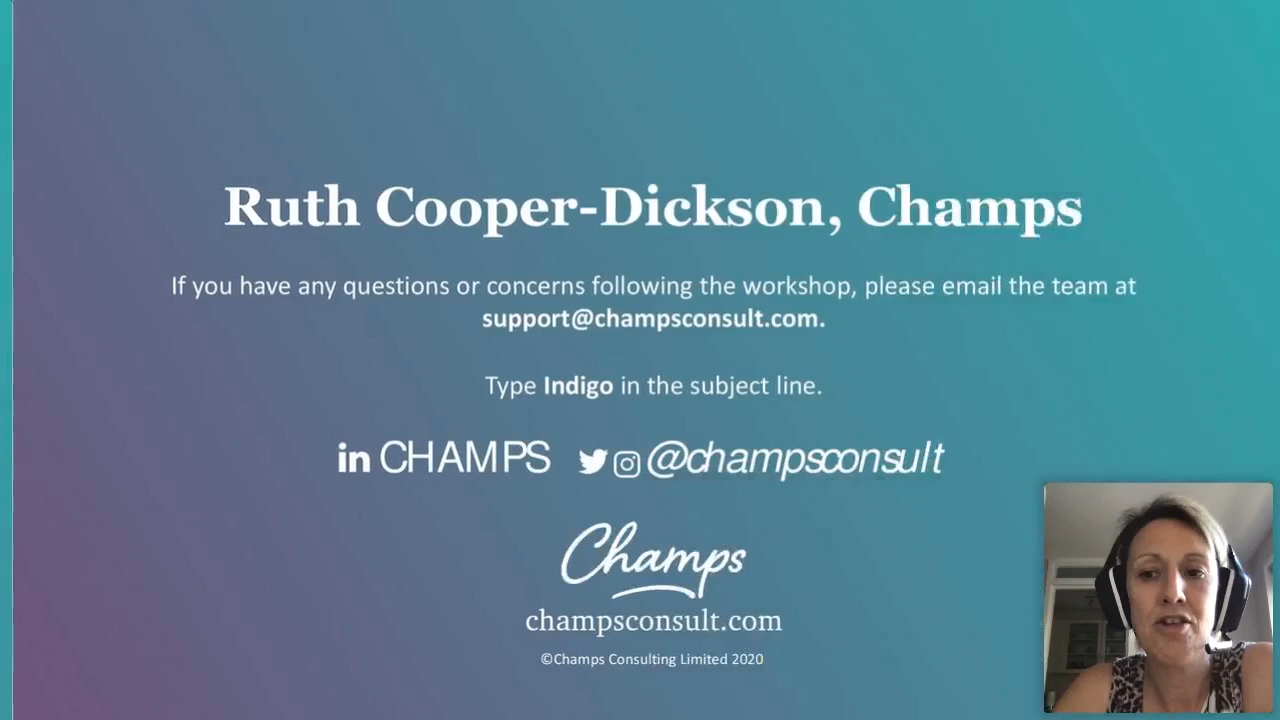 Ruth Cooper-Dickson, Champs
If you have any questions or concerns following the workshop, please email the team at
support@champsconsult.com.
Type Indigo in the subject line.
in CHAMPS @champsconsult
Champs
champsconsult.com
©Champs Consulting Limited 2020